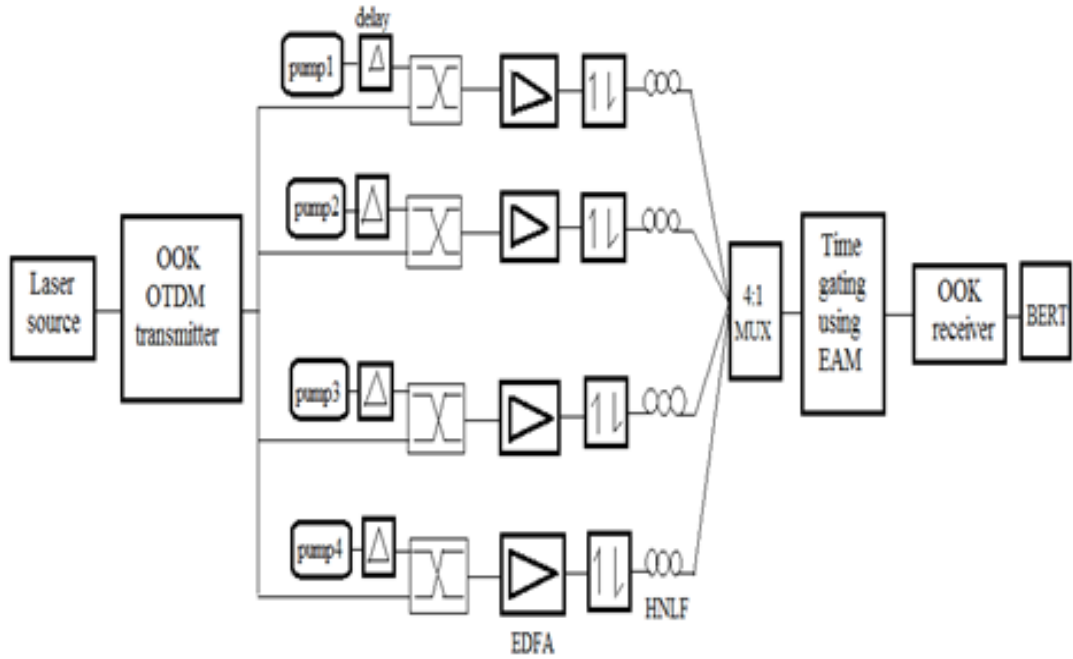 delay
pump1
pump2
Laser
source
OOK
OTDM
transmitter
4:1
MUX
Time
gating
using
EAM
OOK
receiver
BERT
pump3
pump4
HNLF
EDFA